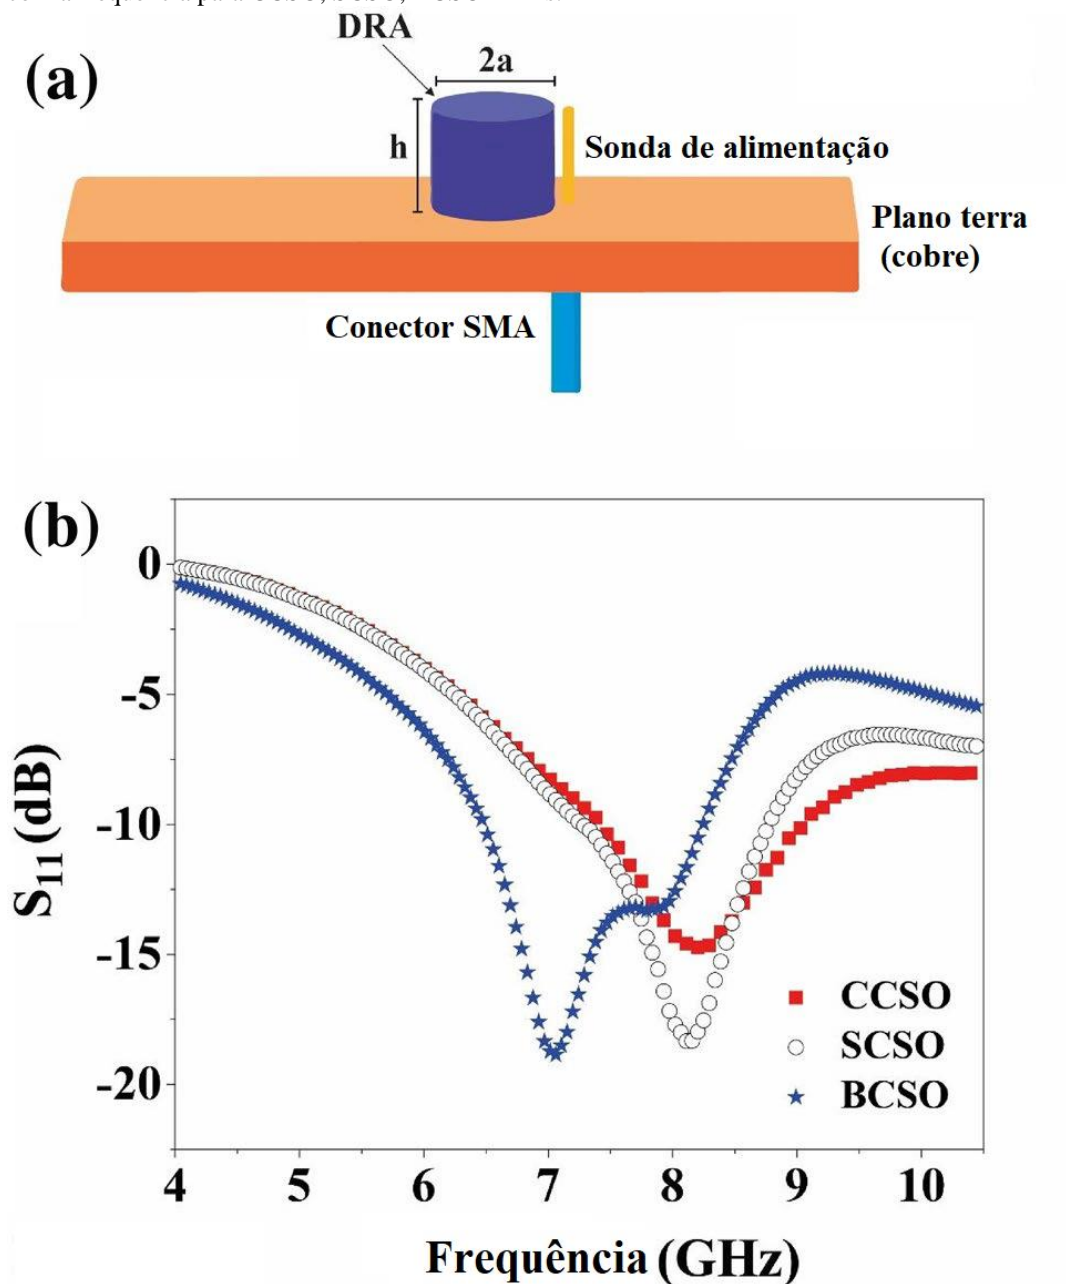 DRA
(a)
2a
h
Sonda de alimentação
Plano terra
(cobre)
Conector SMA
(b)
0
-5
-10
-15
-20
S11 (dB)
CCSO
SCSO
BCSO
4 5 6 7 8 9 10
Frequência (GHz)